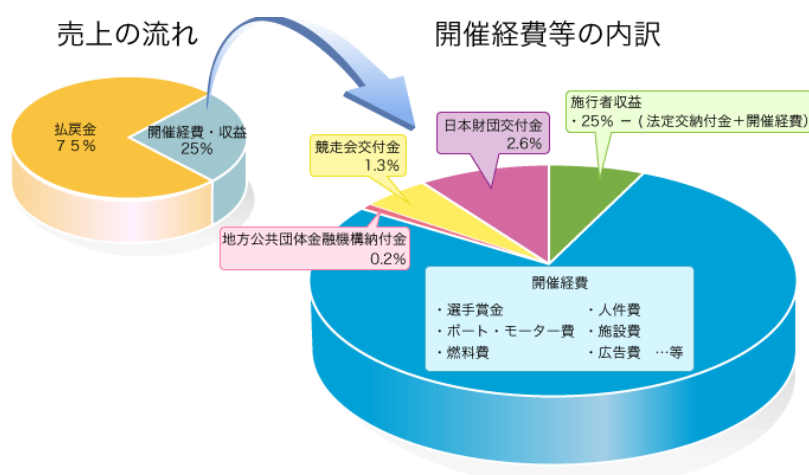 売上の流れ
開催経費等の内訳
払戻金
７５%
開催経費・収益
25%
施行者収益
・25% －（法定交納付金＋開催経費）
日本財団交付金
2.6%
競走会交付金
1.3%
地方公共団体金融機構納付金
0.2%
開催経費
・選手賞金
・人件費
・ボート・モーター費
・施設費
・燃料費
・広告費　…等